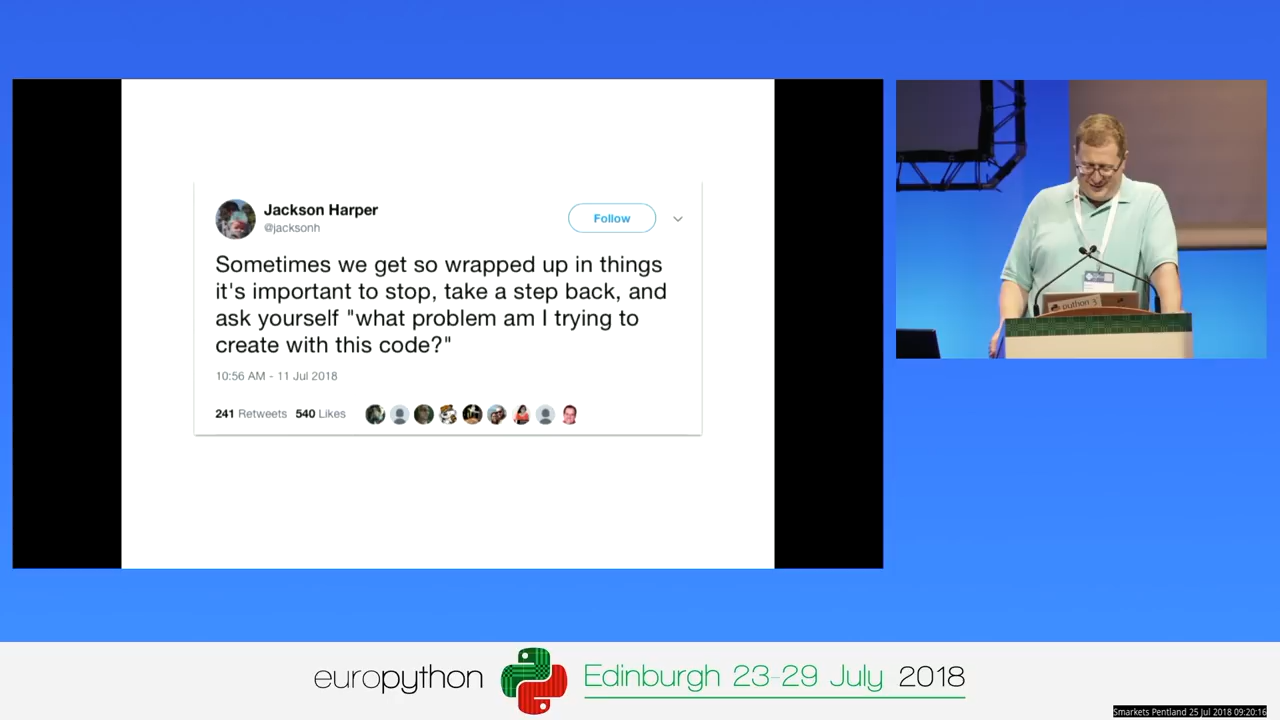 Jackson Harper
@jacksonh
Follow
Sometimes we get so wrapped up in things
it's important to stop, take a step back, and
ask yourself "what problem am I trying to
create with this code?"
10:56 AM - 11 Jul 2018
241 Retweets 540 Likes
python 3
europython Edinburgh 23-29 July 2018
Smarkets Pentland 25 Jul 2018 09:20:16